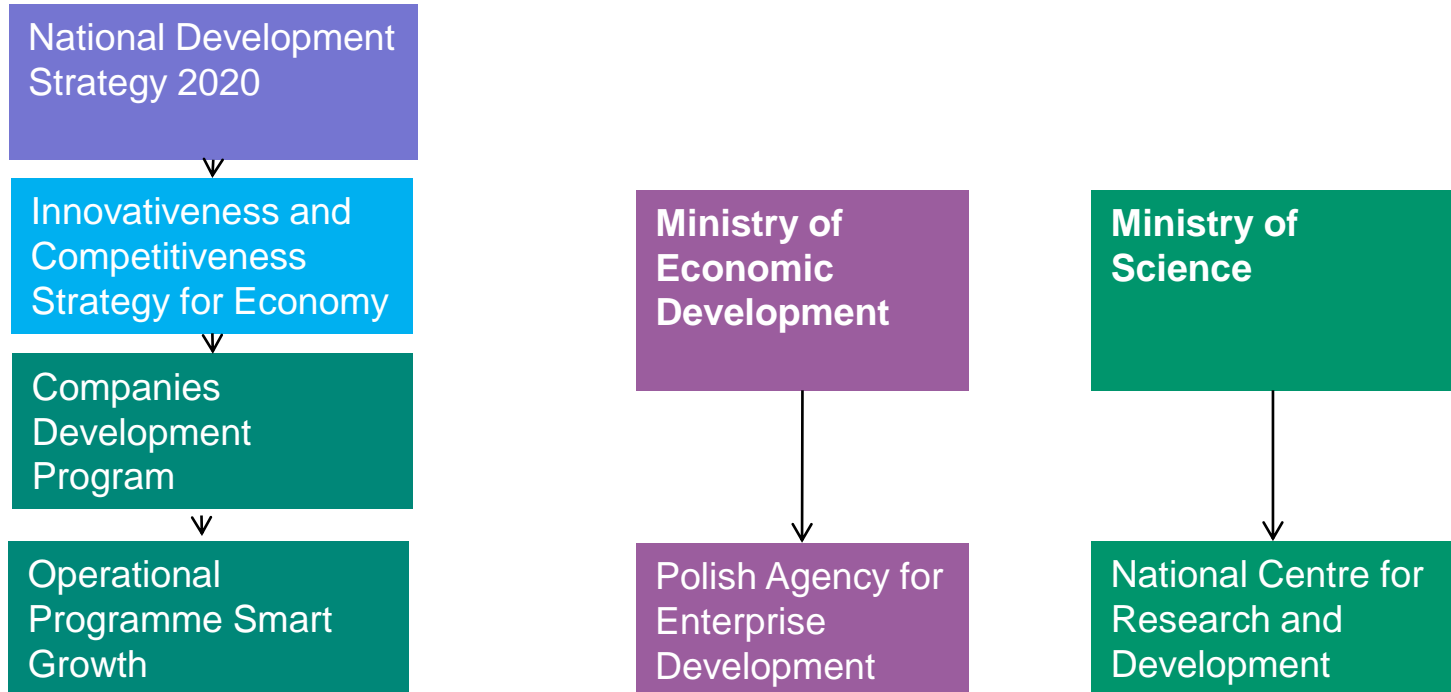 National Development
Strategy 2020
Innovativeness and
Competitiveness
Strategy for Economy
Companies
Development
Program
Operational
Programme Smart
Growth
Ministry of
Economic
Development
Polish Agency for
Enterprise
Development
Ministry of
Science
National Centre for
Research and
Development